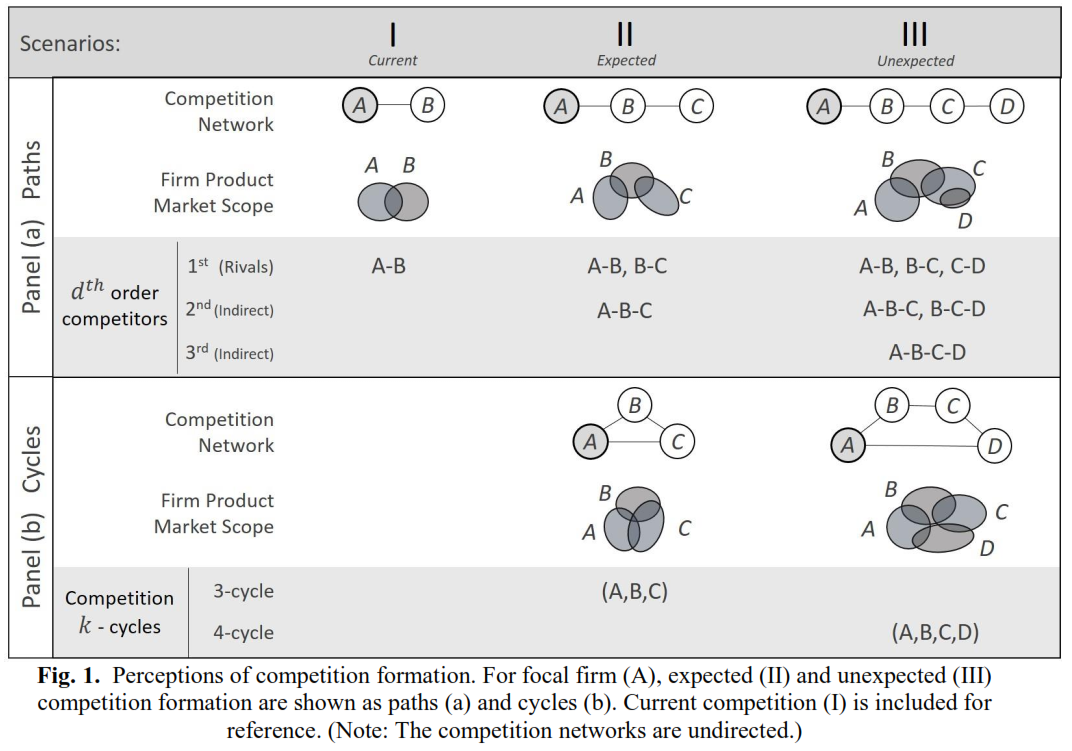 Scenarios:
I II III
Current Expected Unexpected
Panel (a) Paths
Competition Network
A B
A B C
A B C D
Firm Product Market Scope
A B
A B C
A B C D
dth order competitors
1st (Rivals) A-B A-B, B-C A-B, B-C, C-D
2nd (Indirect) A-B-C A-B-C, B-C-D
3rd (Indirect) A-B-C-D
Panel (b) Cycles
Competition Network
A B C
A B C D
Firm Product Market Scope
A B C
A B C D
Competition k - cycles
3-cycle (A,B,C)
4-cycle (A,B,C,D)
Fig. 1. Perceptions of competition formation. For focal firm (A), expected (II) and unexpected (III)
competition formation are shown as paths (a) and cycles (b). Current competition (I) is included for
reference. (Note: The competition networks are undirected.)